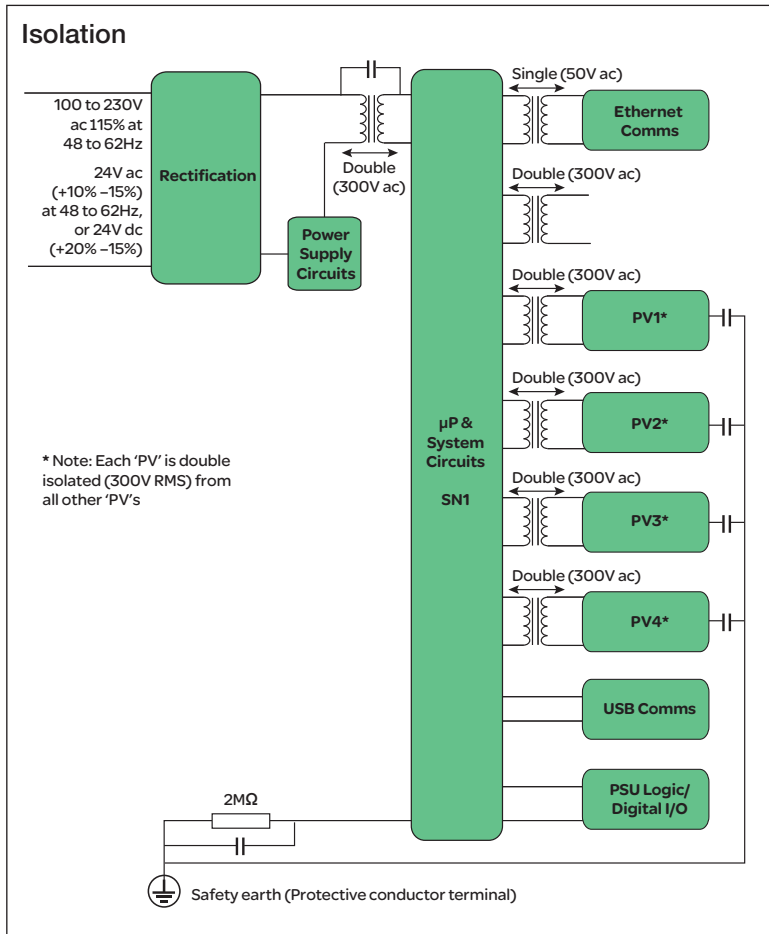 Isolation
100 to 230V
ac 115% at
48 to 62Hz
24V ac
(+10% –15%)
at 48 to 62Hz,
or 24V dc
(+20% –15%)
Rectification
Double
(300V ac)
Power
Supply
Circuits
Single (50V ac)
Ethernet
Comms
Double (300V ac)
Double (300V ac)
PV1*
Double (300V ac)
PV2*
µP &
System
Circuits
SN1
* Note: Each ‘PV’ is double
isolated (300V RMS) from
all other ‘PV’s
Double (300V ac)
PV3*
Double (300V ac)
PV4*
USB Comms
PSU Logic/
Digital I/O
2MΩ
Safety earth (Protective conductor terminal)